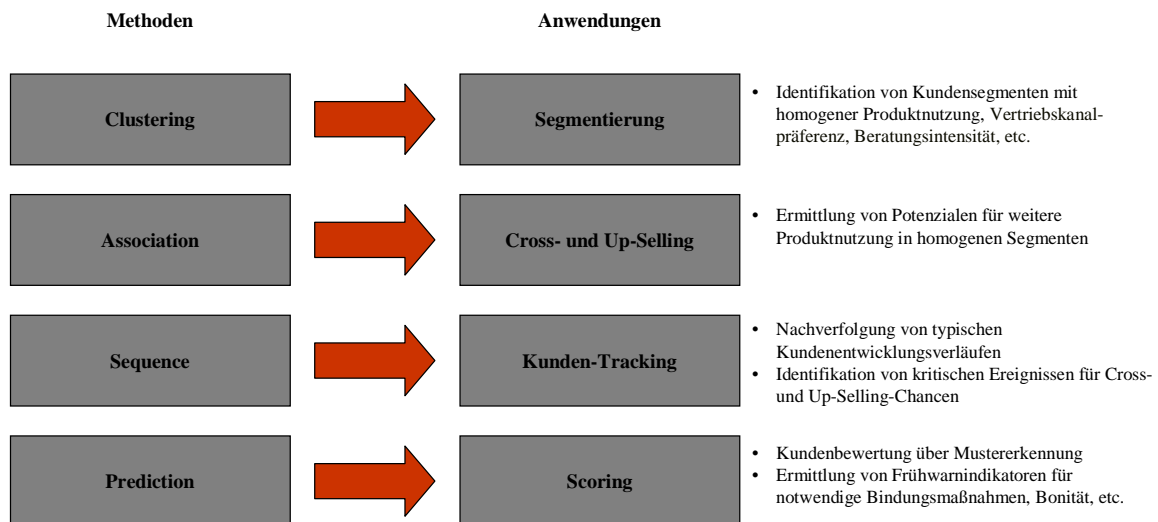 Methoden
Anwendungen
Clustering
Segmentierung
• Identifikation von Kundensegmenten mit
homogener Produktnutzung, Vertriebskanal-
präferenz, Beratungsintensität, etc.
Association
Cross- und Up-Selling
• Ermittlung von Potenzialen für weitere
Produktnutzung in homogenen Segmenten
Sequence
Kunden-Tracking
• Nachverfolgung von typischen
Kundenentwicklungsverläufen
• Identifikation von kritischen Ereignissen für Cross-
und Up-Selling-Chancen
Prediction
Scoring
• Kundenbewertung über Mustererkennung
• Ermittlung von Frühwarnindikatoren für
notwendige Bindungsmaßnahmen, Bonität, etc.